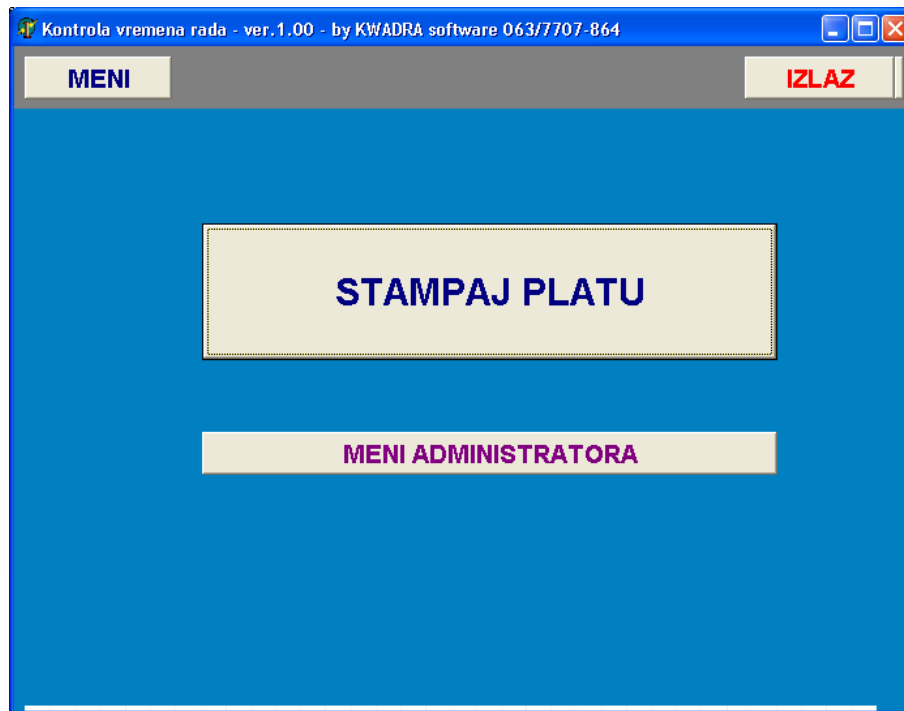 Kontrola vremena rada - ver.1.00 - by KWADRA software 063/7707-864
MENI
IZLAZ
STAMPAJ PLATU
MENI ADMINISTRATORA